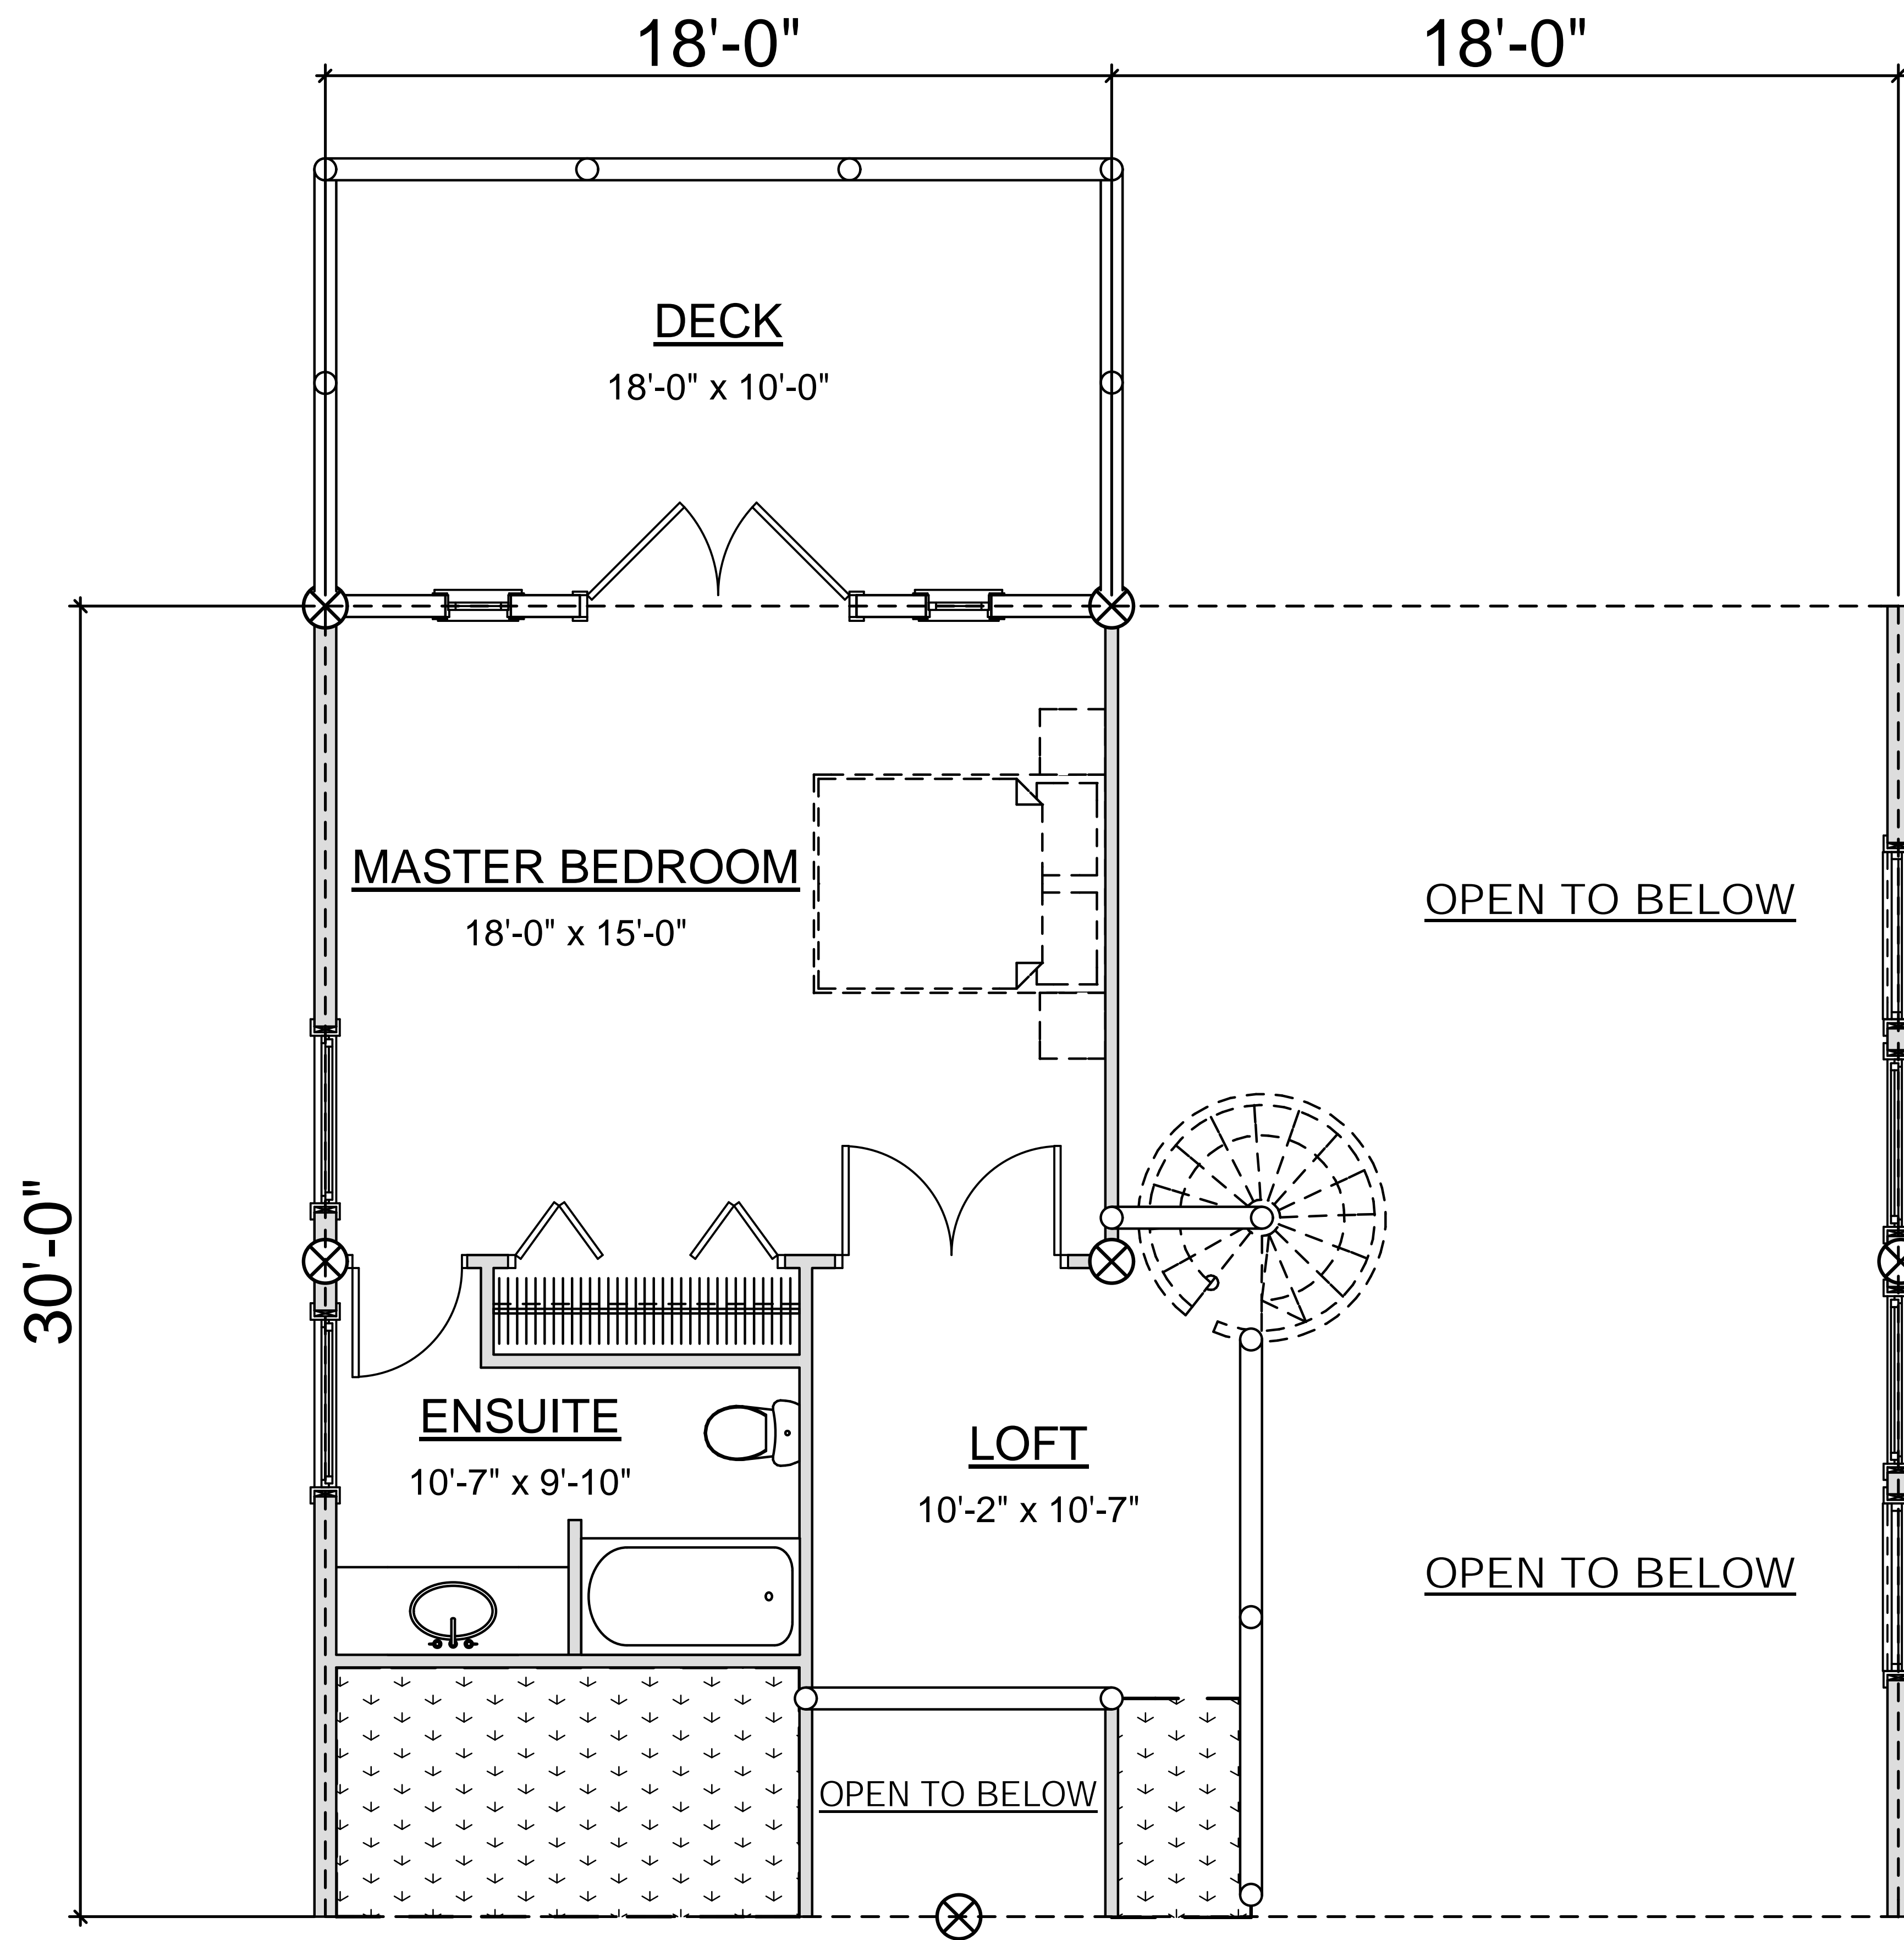 18'-0"
18'-0"
DECK
18'-0" x 10'-0"
MASTER BEDROOM
18'-0" x 15'-0"
OPEN TO BELOW
30'-0"
ENSUITE
10'-7" x 9'-10"
LOFT
10'-2" x 10'-7"
OPEN TO BELOW
OPEN TO BELOW